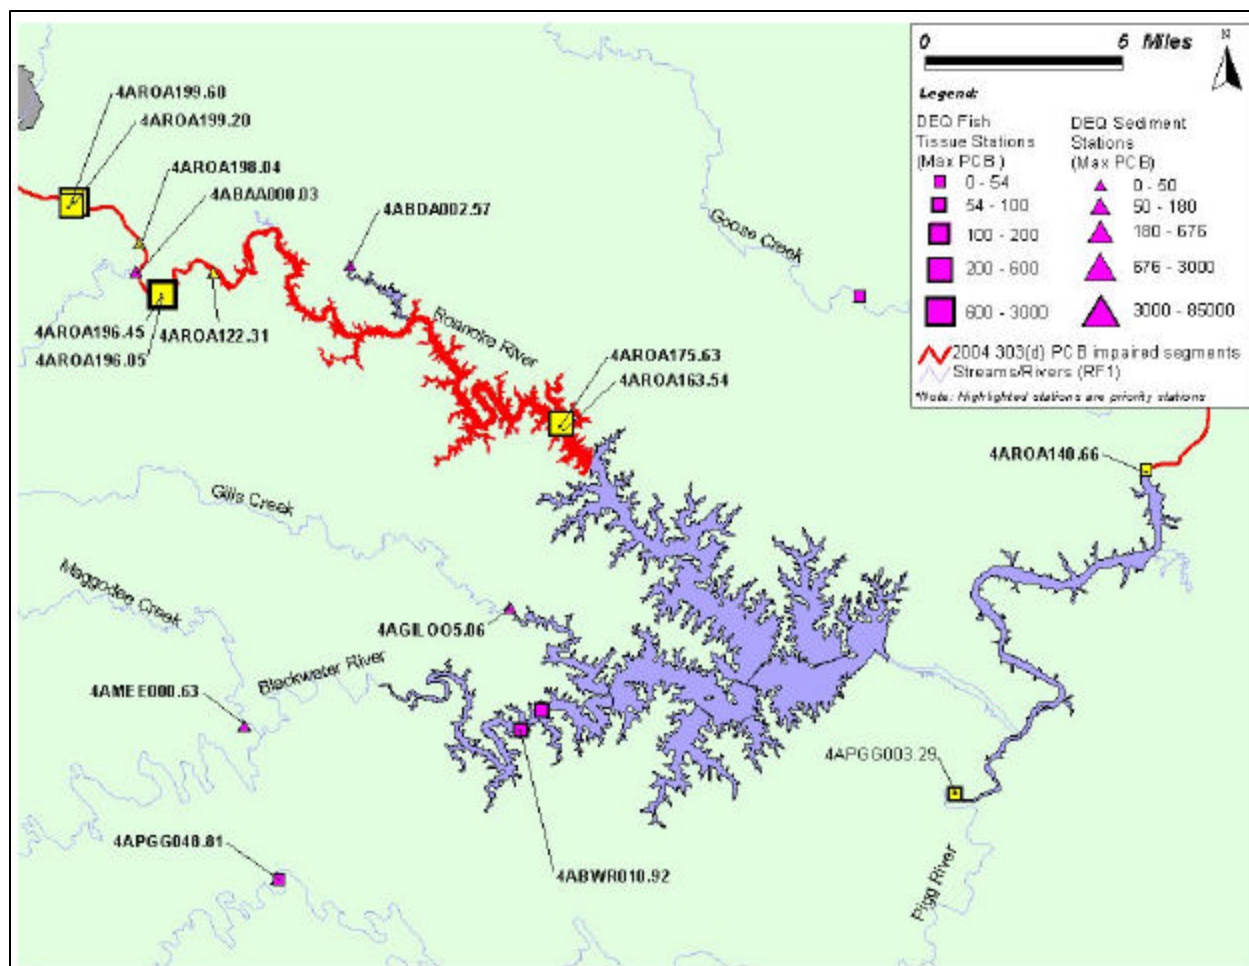 0 5 Miles
N
Legend:
DEQ Fish
Tissue Stations
(Max PCB )
0 - 54
54 - 100
100 - 200
200 - 600
600 - 3000
DEQ Sediment
Stations
(Max PCB)
0 - 50
50 - 180
180 - 676
676 - 3000
3000 - 85000
2004 303(d) PCB impaired segments
Streams/Rivers (RF1)
*Note: Highlighted stations are priority stations
4AROA199.60
4AROA199.20
4AROA198.04
4ABAA000.03
4ABDA002.57
Goose Creek
4AROA196.45
4AROA196.05
4AROA122.31
Roanoke River
4AROA175.63
4AROA163.54
4AROA140.66
Gills Creek
Maggodee Creek
4AGILOO5.06
Blackwater River
4AMEE000.63
4APGG003.29
4APGG040.81
4ABWR010.92
Pigg River